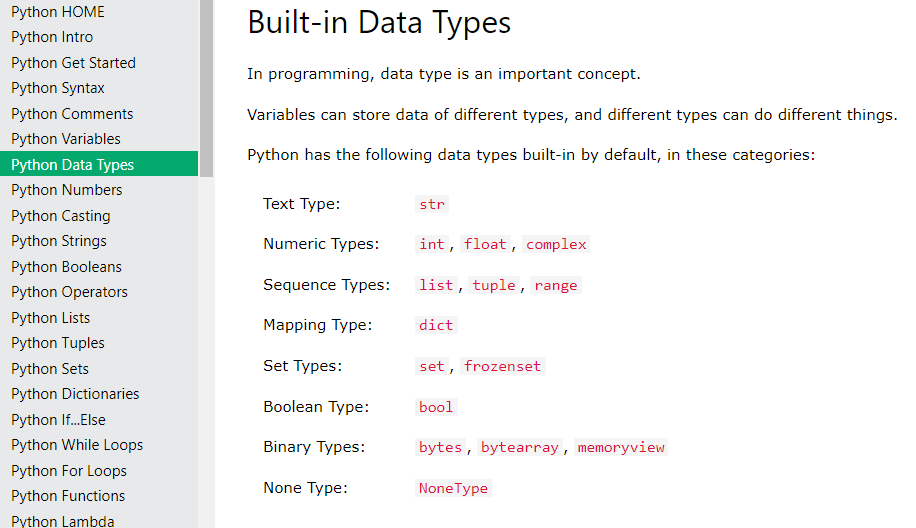 Python HOME
Python Intro
Python Get Started
Python Syntax
Python Comments
Python Variables
Python Data Types
Python Numbers
Python Casting
Python Strings
Python Booleans
Python Operators
Python Lists
Python Tuples
Python Sets
Python Dictionaries
Python If...Else
Python While Loops
Python For Loops
Python Functions
Python Lambda
Built-in Data Types
In programming, data type is an important concept.
Variables can store data of different types, and different types can do different things.
Python has the following data types built-in by default, in these categories:
Text Type: str
Numeric Types: int, float, complex
Sequence Types: list, tuple, range
Mapping Type: dict
Set Types: set, frozenset
Boolean Type: bool
Binary Types: bytes, bytearray, memoryview
None Type: NoneType